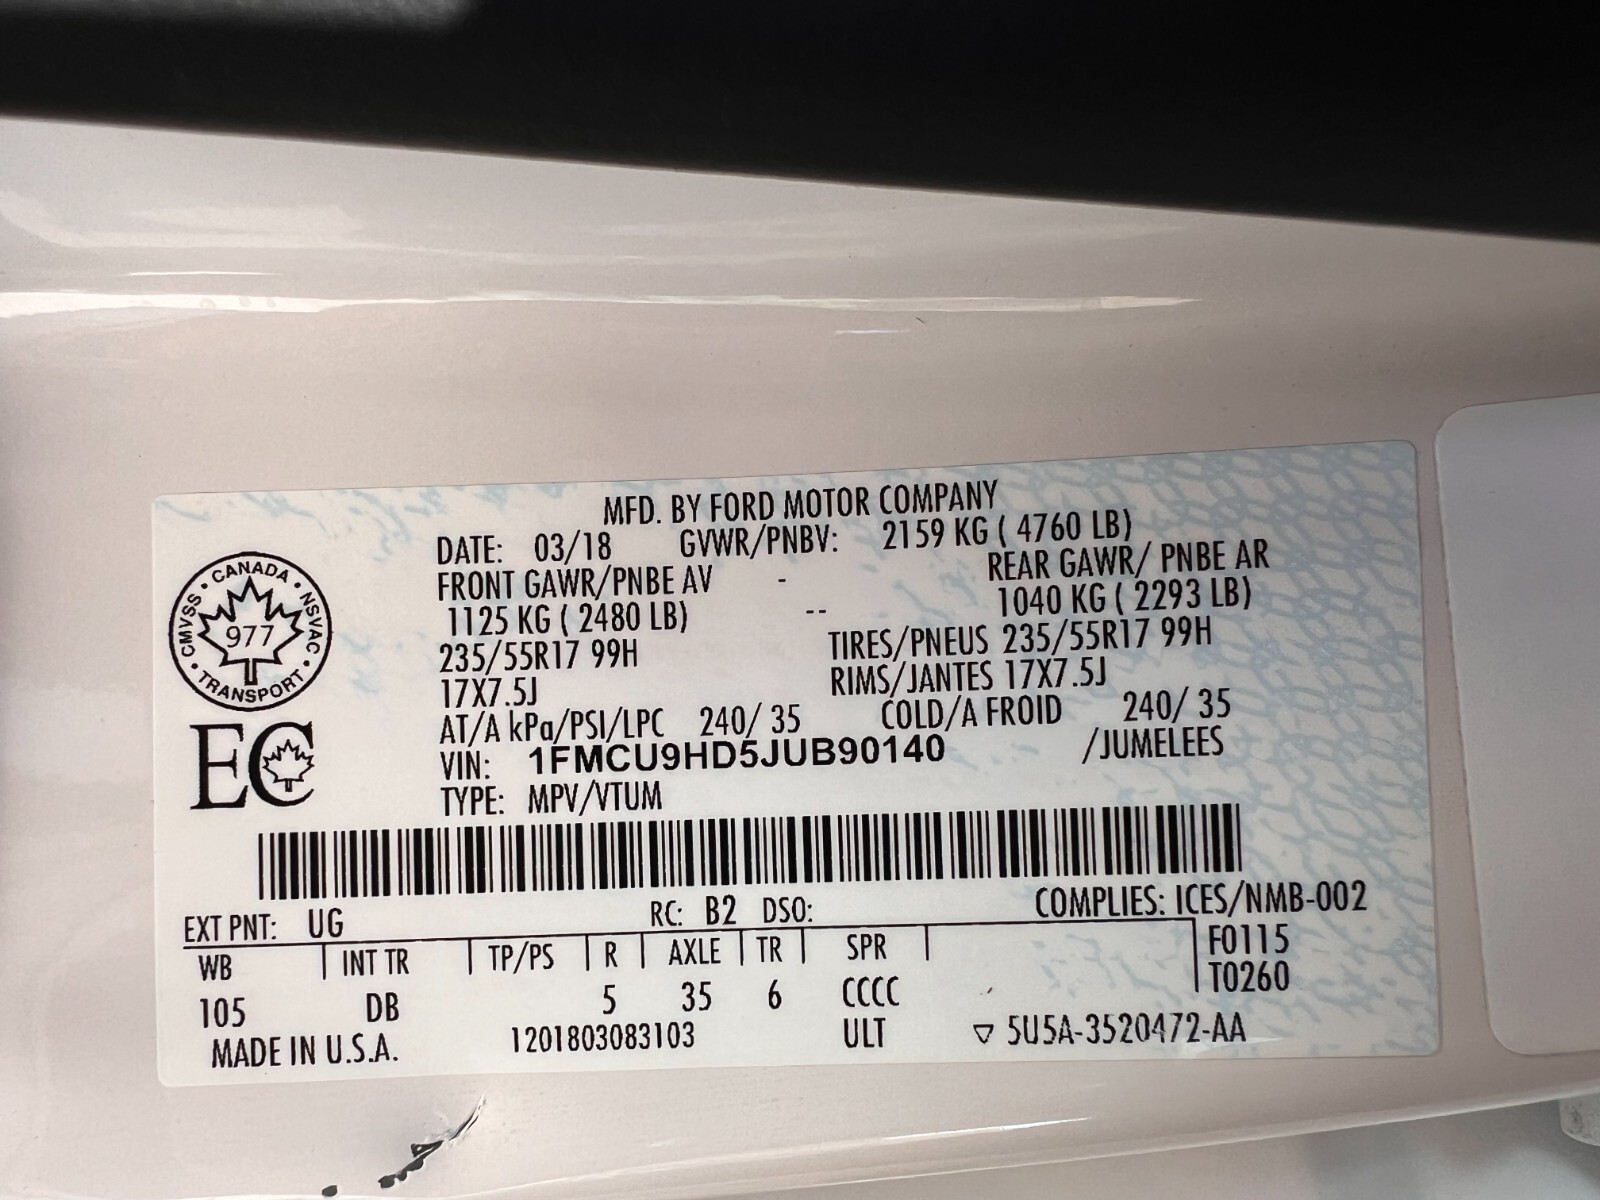 MFD. BY FORD MOTOR COMPANY
DATE: 03/18 GVWR/PNBV: 2159 KG ( 4760 LB)
FRONT GAWR/PNBE AV - REAR GAWR/ PNBE AR
1125 KG ( 2480 LB) -- 1040 KG ( 2293 LB)
235/55R17 99H TIRES/PNEUS 235/55R17 99H
17X7.5J RIMS/JANTES 17X7.5J
AT/A kPa/PSI/LPC 240/ 35 COLD/A FROID 240/ 35
VIN: 1FMCU9HD5JUB90140 /JUMELEES
TYPE: MPV/VTUM
CANADA
CMVSS • NSVAC
977
TRANSPORT
EC
EXT PNT: UG RC: B2 DSO: COMPLIES: ICES/NMB-002
WB INT TR TP/PS R AXLE TR SPR F0115
T0260
105 DB 5 35 6 CCCC
MADE IN U.S.A. 1201803083103 ULT ▽ 5U5A-3520472-AA